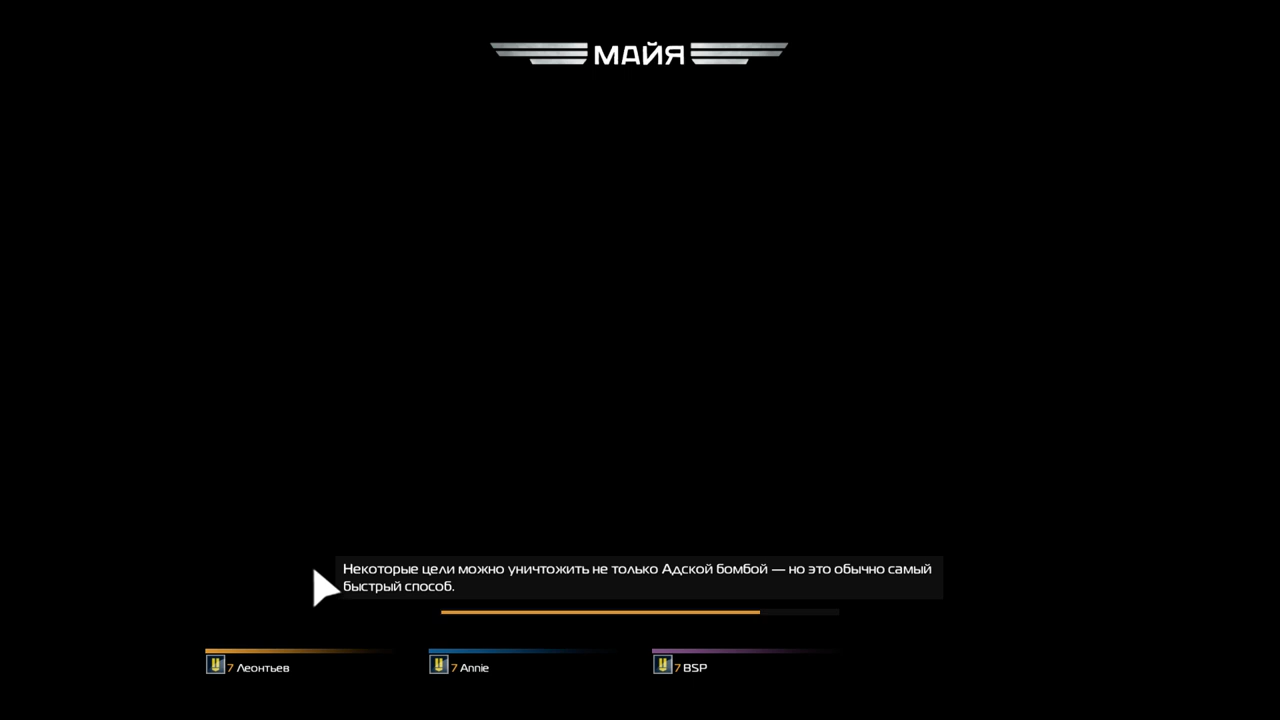 МАЙЯ
Некоторые цели можно уничтожить не только Адской бомбой — но это обычно самый
быстрый способ.
7 Леонтьев
7 Annie
7 BSP